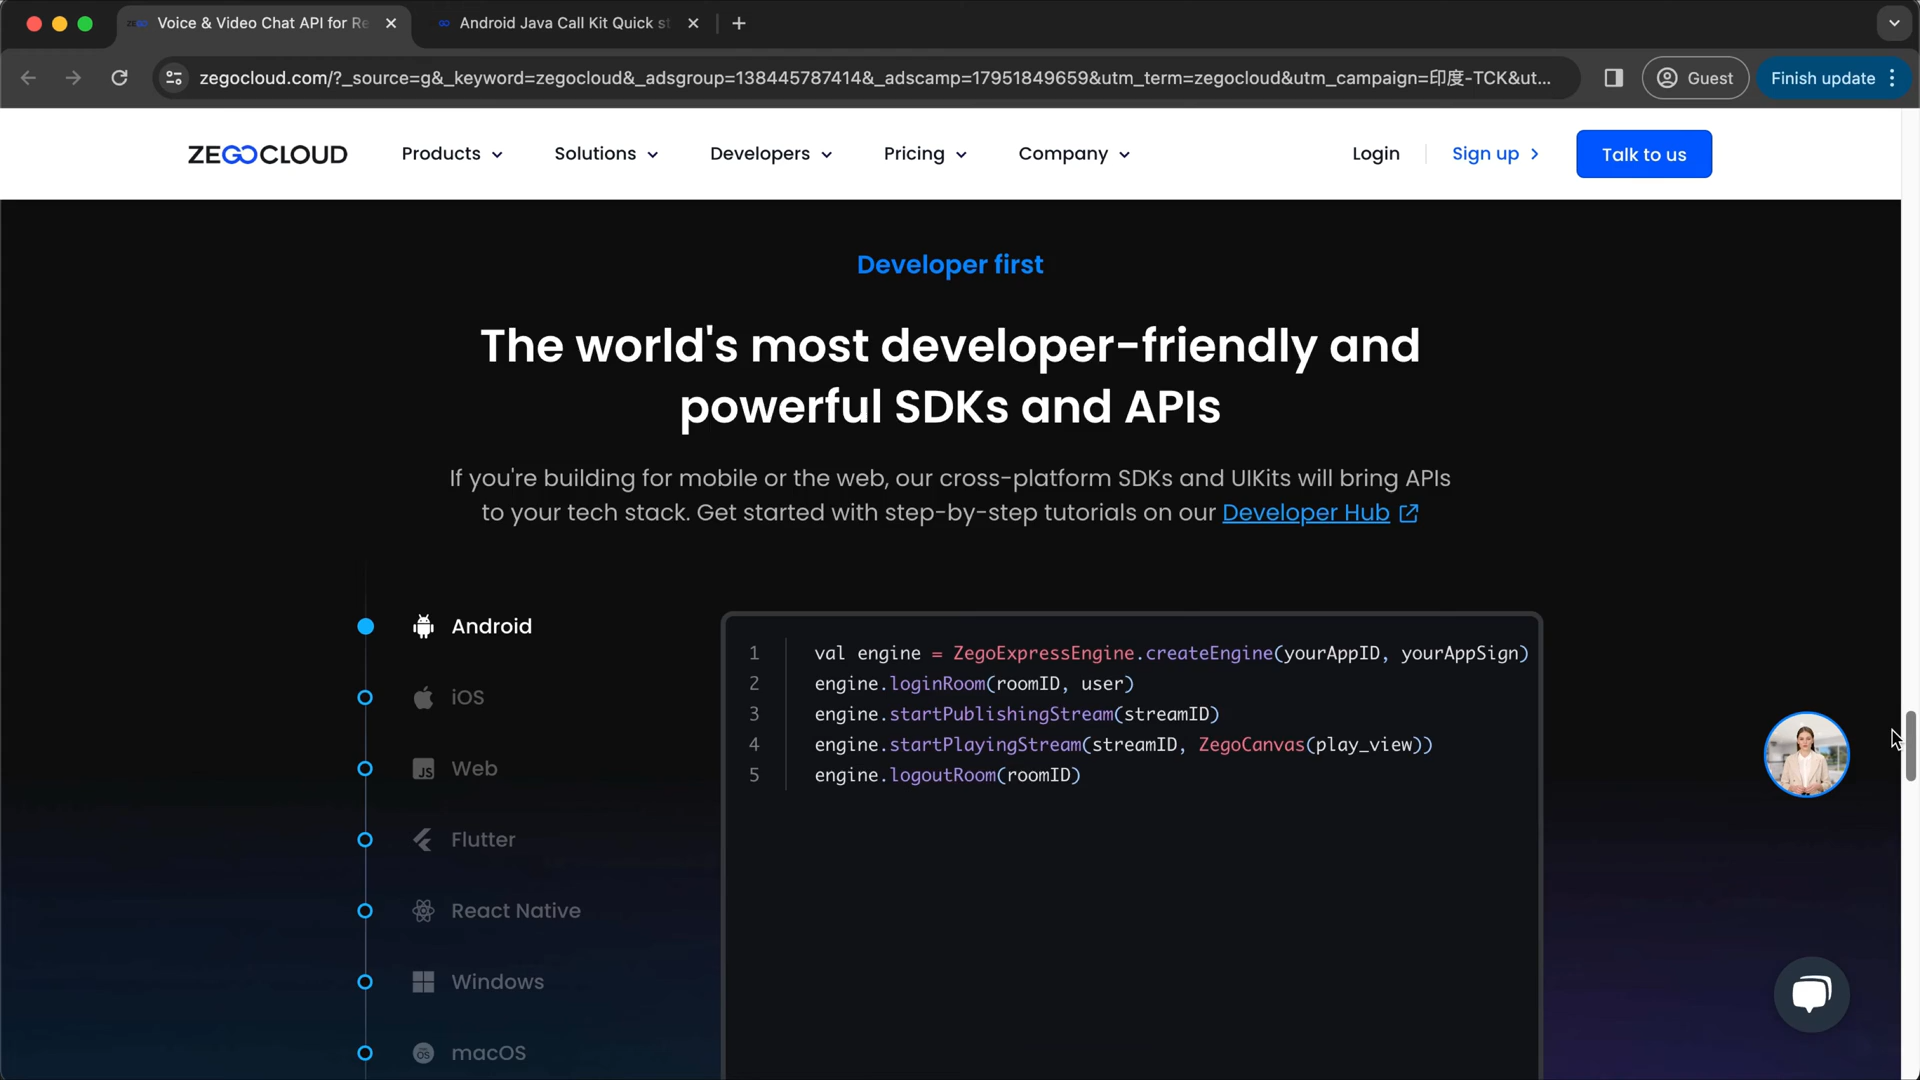 Voice & Video Chat API for Re
Android Java Call Kit Quick st
zegocloud.com/?_source=g&_keyword=zegocloud&_adsgroup=138445787414&_adscamp=17951849659&utm_term=zegocloud&utm_campaign=印度-TCK&ut...
Guest
Finish update
ZEGOCLOUD
Products
Solutions
Developers
Pricing
Company
Login
Sign up
Talk to us
Developer first
The world's most developer-friendly and
powerful SDKs and APIs
If you're building for mobile or the web, our cross-platform SDKs and UIKits will bring APIs
to your tech stack. Get started with step-by-step tutorials on our Developer Hub
Android
iOS
JS Web
Flutter
React Native
Windows
macOS
1 val engine = ZegoExpressEngine.createEngine(yourAppID, yourAppSign)
2 engine.loginRoom(roomID, user)
3 engine.startPublishingStream(streamID)
4 engine.startPlayingStream(streamID, ZegoCanvas(play_view))
5 engine.logoutRoom(roomID)